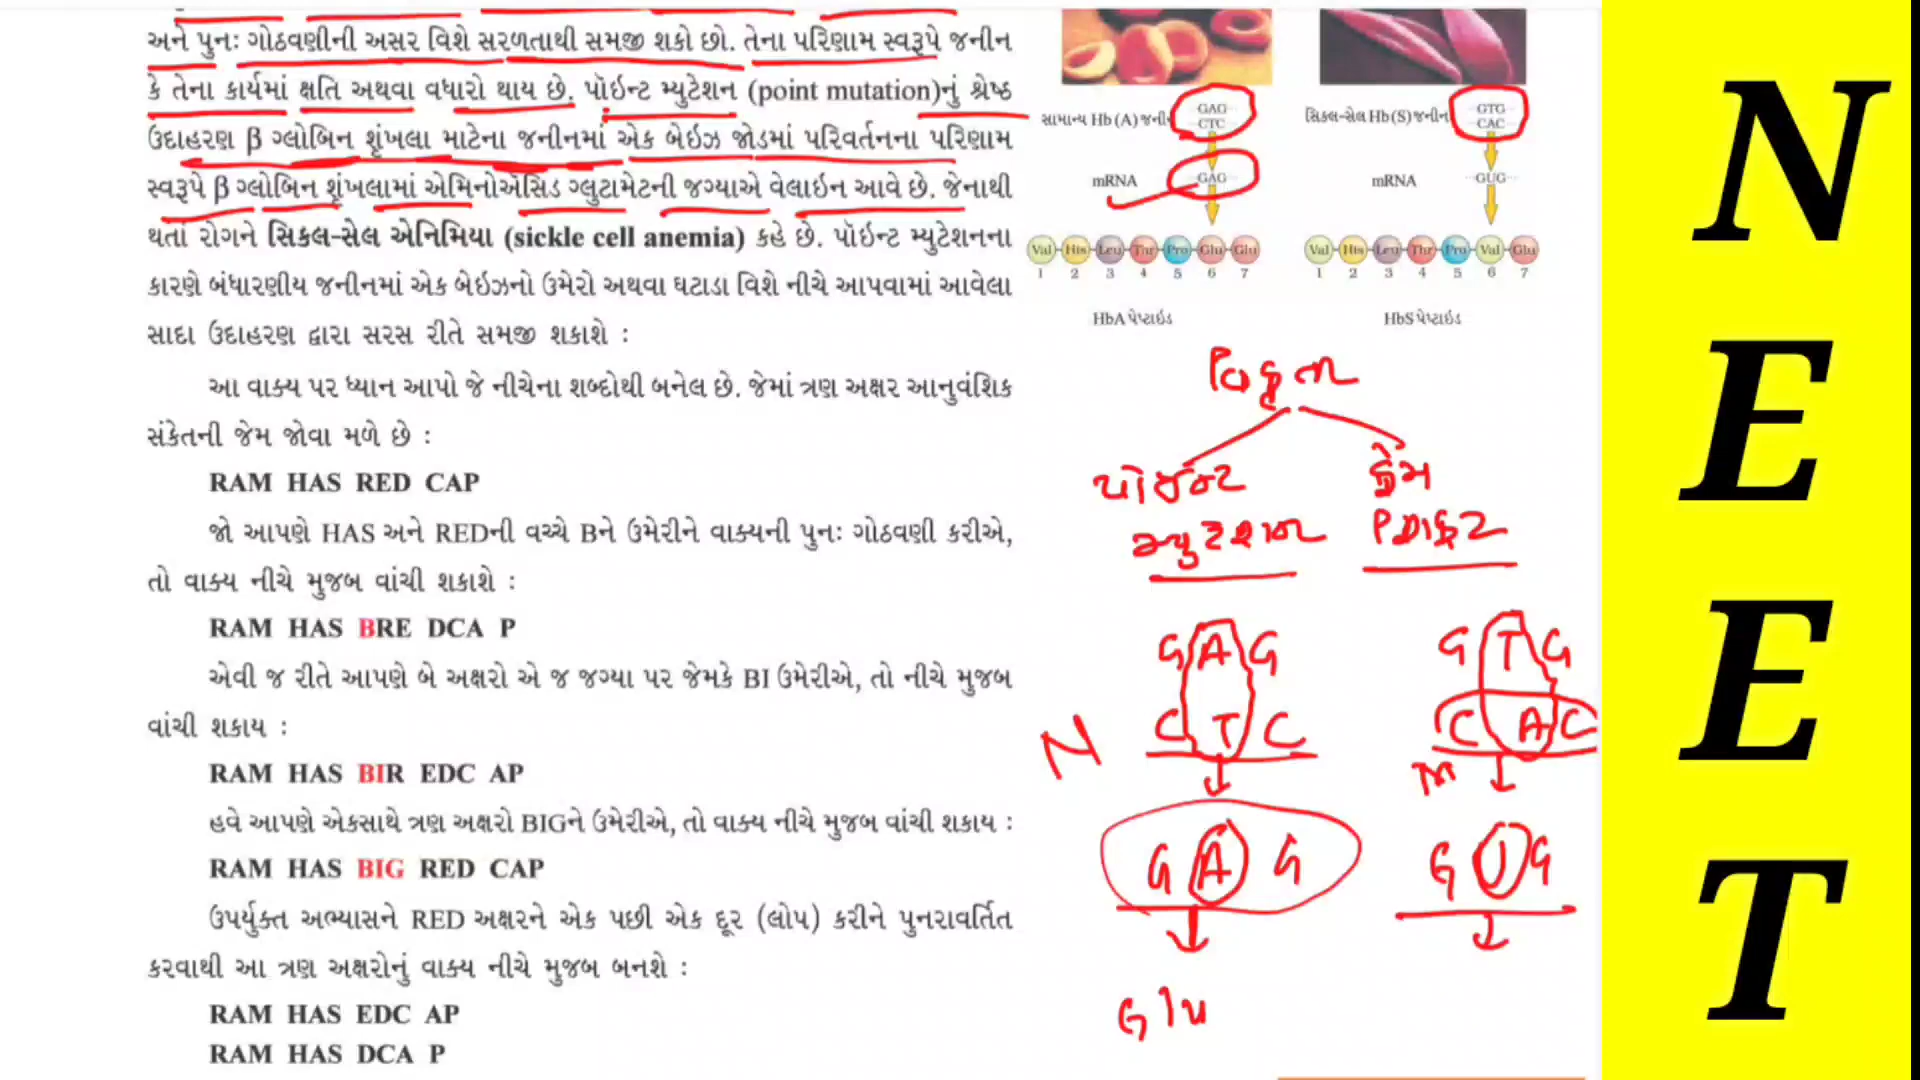 અને પુનઃ ગોઠવણીની અસર વિશે સરળતાથી સમજી શકો છો. તેના પરિણામ સ્વરૂપે જનીન
કે તેના કાર્યમાં ક્ષતિ અથવા વધારો થાય છે. પૉઇન્ટ મ્યુટેશન (point mutation)નું શ્રેષ્ઠ
ઉદાહરણ β ગ્લોબિન શૃંખલા માટેના જનીનમાં એક બેઇઝ જોડમાં પરિવર્તનના પરિણામ
સ્વરૂપે β ગ્લોબિન શૃંખલામાં એમિનોઍસિડ ગ્લુટામેટની જગ્યાએ વેલાઇન આવે છે. જેનાથી
થતાં રોગને સિકલ-સેલ એનિમિયા (sickle cell anemia) કહે છે. પૉઇન્ટ મ્યુટેશનના
કારણે બંધારણીય જનીનમાં એક બેઇઝનો ઉમેરો અથવા ઘટાડા વિશે નીચે આપવામાં આવેલા
સાદા ઉદાહરણ દ્વારા સરસ રીતે સમજી શકાશે :
આ વાક્ય પર ધ્યાન આપો જે નીચેના શબ્દોથી બનેલ છે. જેમાં ત્રણ અક્ષર આનુવંશિક
સંકેતની જેમ જોવા મળે છે :
RAM HAS RED CAP
જો આપણે HAS અને REDની વચ્ચે Bને ઉમેરીને વાક્યની પુનઃ ગોઠવણી કરીએ,
તો વાક્ય નીચે મુજબ વાંચી શકાશે :
RAM HAS BRE DCA P
એવી જ રીતે આપણે બે અક્ષરો એ જ જગ્યા પર જેમકે BI ઉમેરીએ, તો નીચે મુજબ
વાંચી શકાય :
RAM HAS BIR EDC AP
હવે આપણે એકસાથે ત્રણ અક્ષરો BIGને ઉમેરીએ, તો વાક્ય નીચે મુજબ વાંચી શકાય :
RAM HAS BIG RED CAP
ઉપર્યુક્ત અભ્યાસને RED અક્ષરને એક પછી એક દૂર (લોપ) કરીને પુનરાવર્તિત
કરવાથી આ ત્રણ અક્ષરોનું વાક્ય નીચે મુજબ બનશે :
RAM HAS EDC AP
RAM HAS DCA P
સામાન્ય Hb (A) જનીન GAG
CTC
mRNA GAG
Val His Leu Thr Pro Glu Glu
1 2 3 4 5 6 7
HbA પેપ્ટાઇડ
સિકલ-સેલ Hb (S) જનીન GTG
CAC
mRNA GUG
Val His Leu Thr Pro Val Glu
1 2 3 4 5 6 7
HbS પેપ્ટાઇડ
વિકૃતિ
પોઈન્ટ
મ્યુટેશન
ફ્રેમ
શિફ્ટ
G A G
N C T C
G A G
Glu
G T G
C A C
m
G U G
N
E
E
T